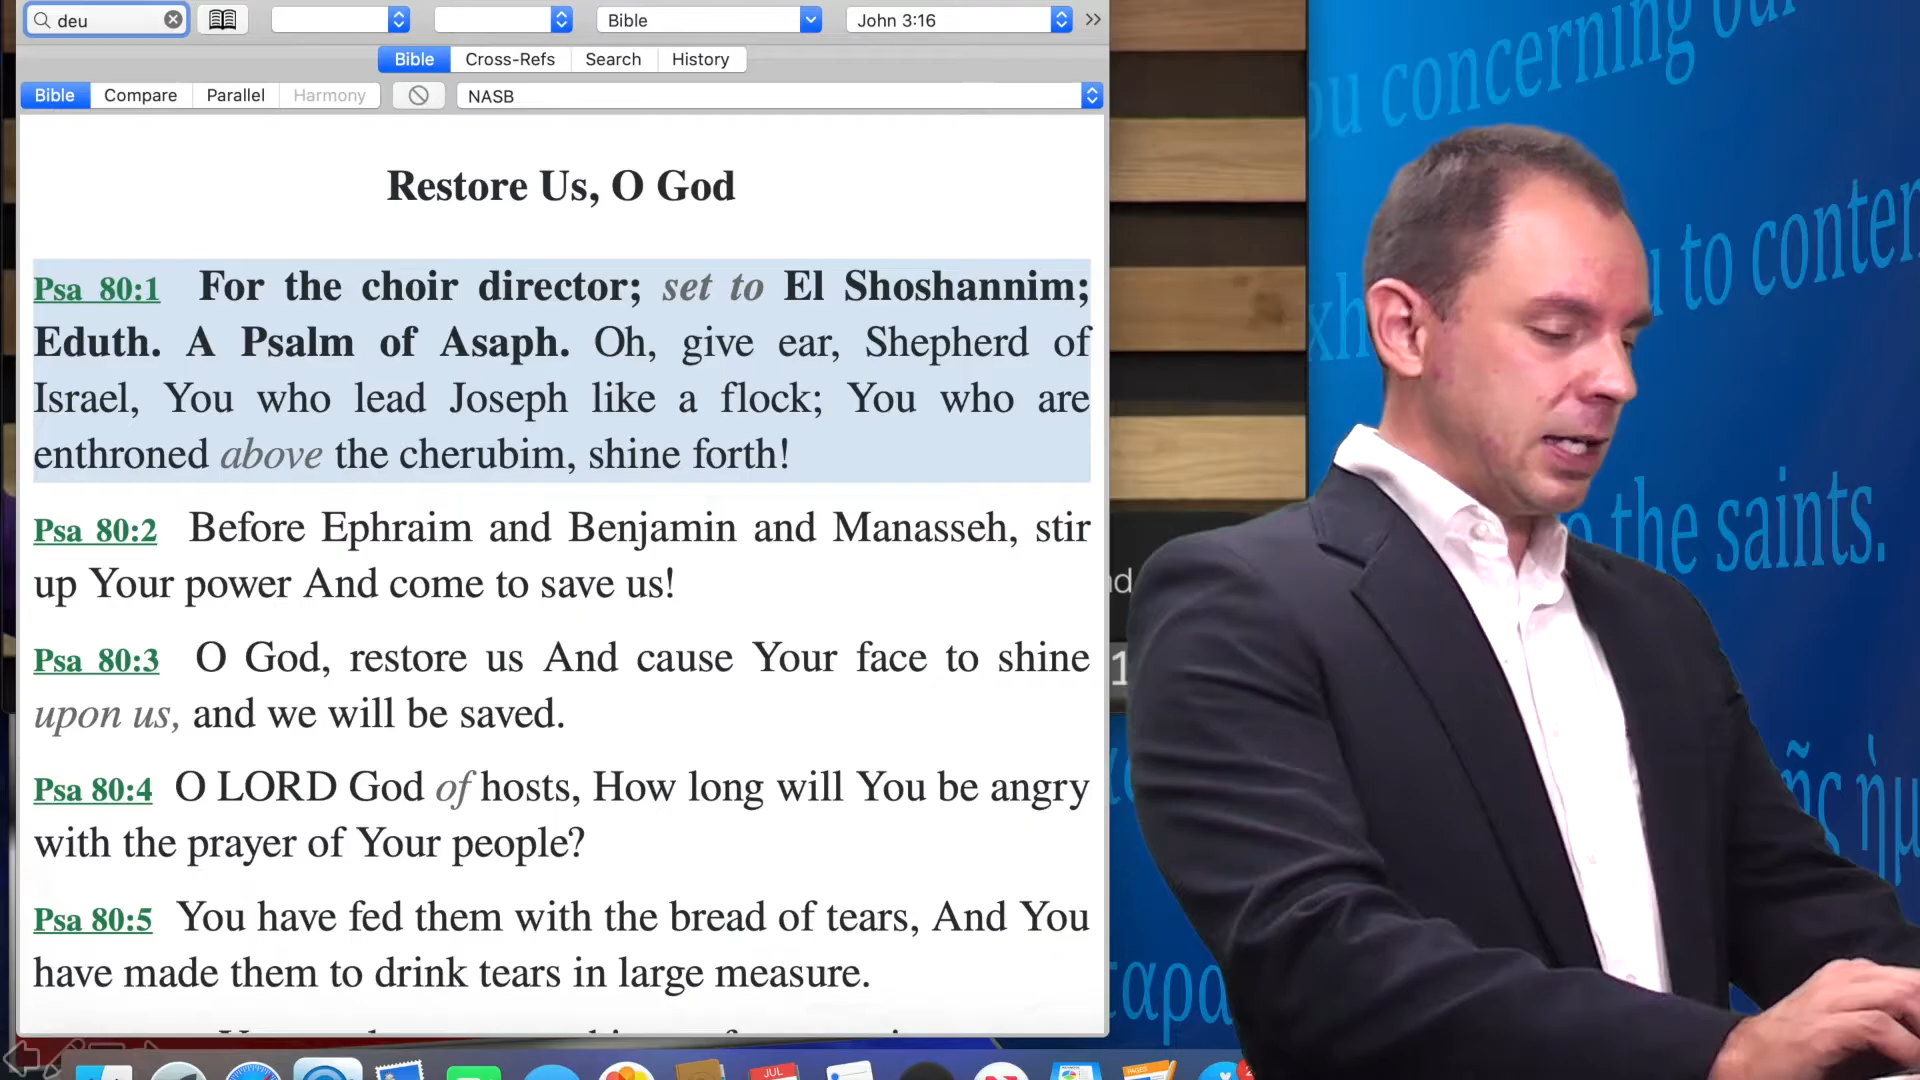 deu Bible John 3:16
Bible Cross-Refs Search History
Bible Compare Parallel Harmony NASB
Restore Us, O God
Psa 80:1 For the choir director; set to El Shoshannim;
Eduth. A Psalm of Asaph. Oh, give ear, Shepherd of
Israel, You who lead Joseph like a flock; You who are
enthroned above the cherubim, shine forth!
Psa 80:2 Before Ephraim and Benjamin and Manasseh, stir
up Your power And come to save us!
Psa 80:3 O God, restore us And cause Your face to shine
upon us, and we will be saved.
Psa 80:4 O LORD God of hosts, How long will You be angry
with the prayer of Your people?
Psa 80:5 You have fed them with the bread of tears, And You
have made them to drink tears in large measure.
JUL
PAGES
concerning
to
the saints.